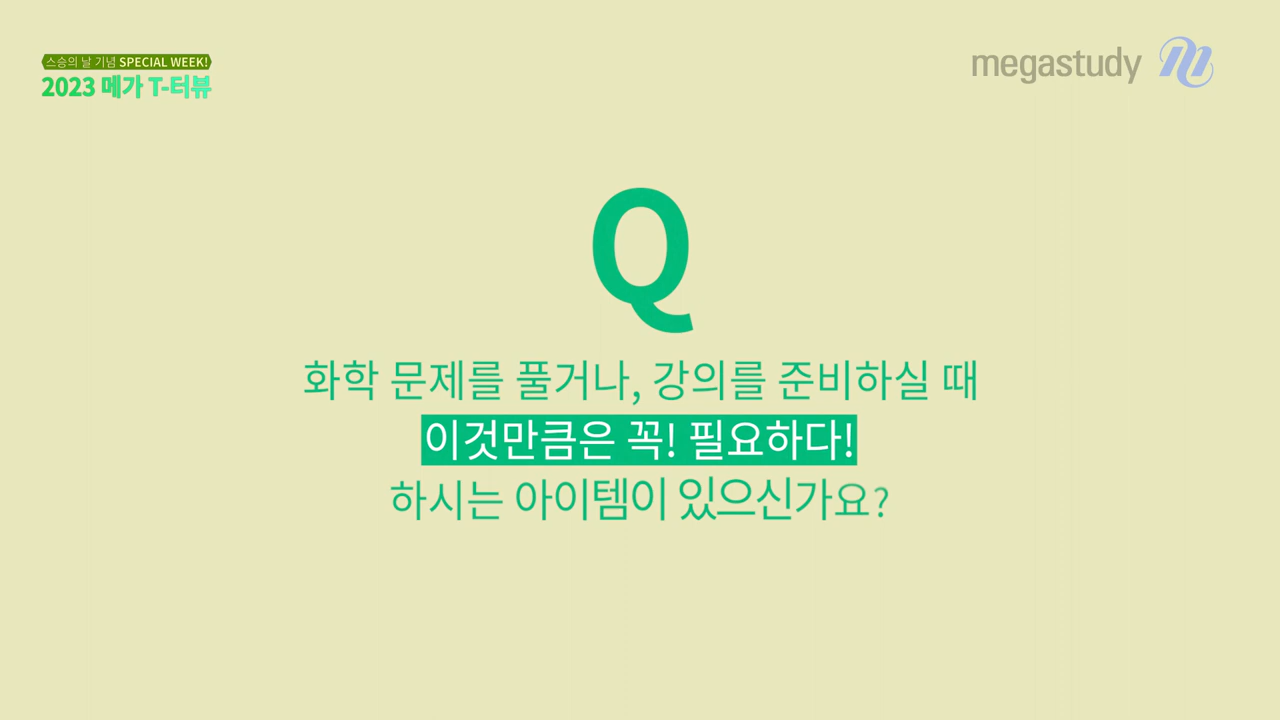 스승의 날 기념 SPECIAL WEEK!
2023 메가 T-터뷰
megastudy
Q
화학 문제를 풀거나, 강의를 준비하실 때
이것만큼은 꼭! 필요하다!
하시는 아이템이 있으신가요?